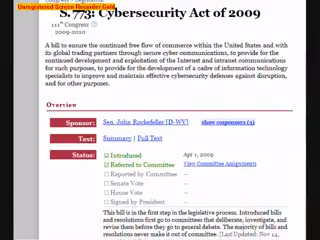 Unregistered Screen Recorder Gold
S. 773: Cybersecurity Act of 2009
111th Congress
2009-2010
A bill to ensure the continued free flow of commerce within the United States and with
its global trading partners through secure cyber communications, to provide for the
continued development and exploitation of the Internet and intranet communications
for such purposes, to provide for the development of a cadre of information technology
specialists to improve and maintain effective cybersecurity defenses against disruption,
and for other purposes.
Overview
Sponsor: Sen. John Rockefeller [D-WV] show cosponsors (3)
Text: Summary | Full Text
Status: Introduced Apr 1, 2009
Referred to Committee View Committee Assignments
Reported by Committee --
Senate Vote --
House Vote --
Signed by President --
This bill is in the first step in the legislative process. Introduced bills
and resolutions first go to committees that deliberate, investigate, and
revise them before they go to general debate. The majority of bills and
resolutions never make it out of committee. [Last Updated: Nov 14,